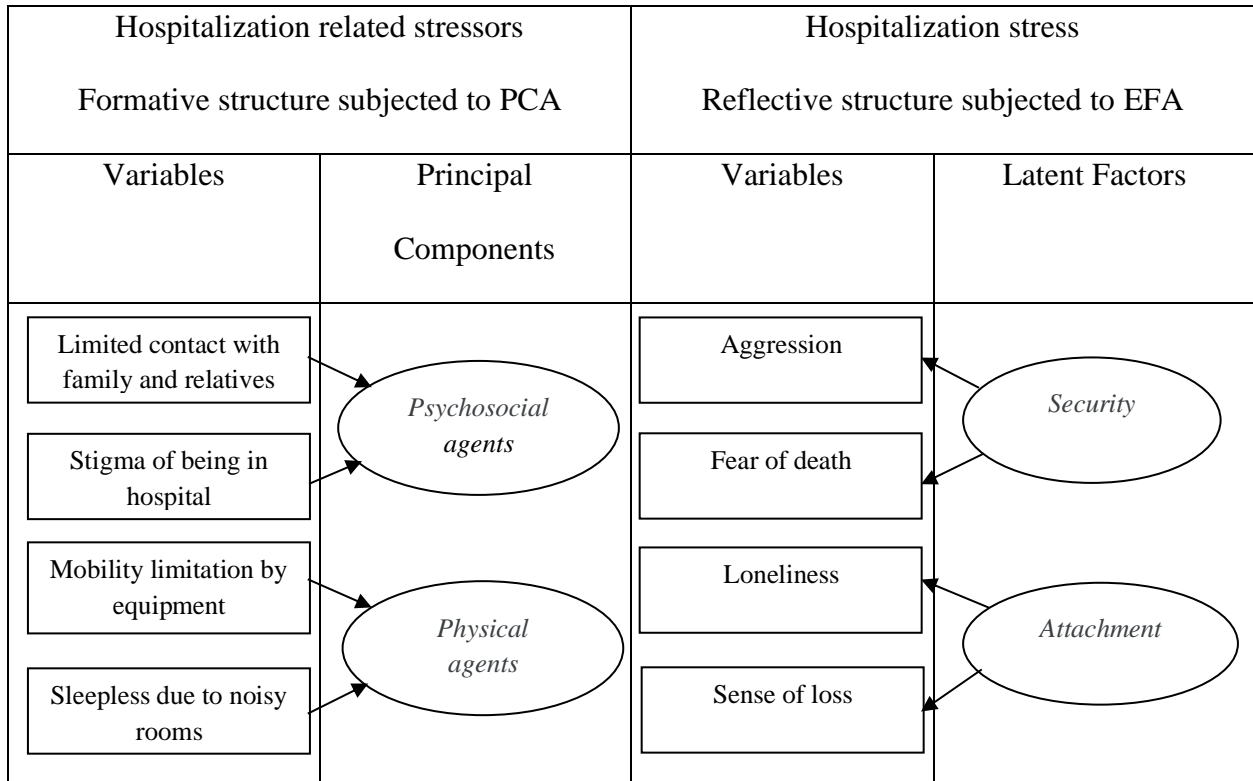 Hospitalization related stressors
Formative structure subjected to PCA
Hospitalization stress
Reflective structure subjected to EFA
Variables
Principal
Components
Variables
Latent Factors
Limited contact with
family and relatives
Stigma of being in
hospital
Mobility limitation by
equipment
Sleepless due to noisy
rooms
Psychosocial
agents
Physical
agents
Aggression
Fear of death
Loneliness
Sense of loss
Security
Attachment